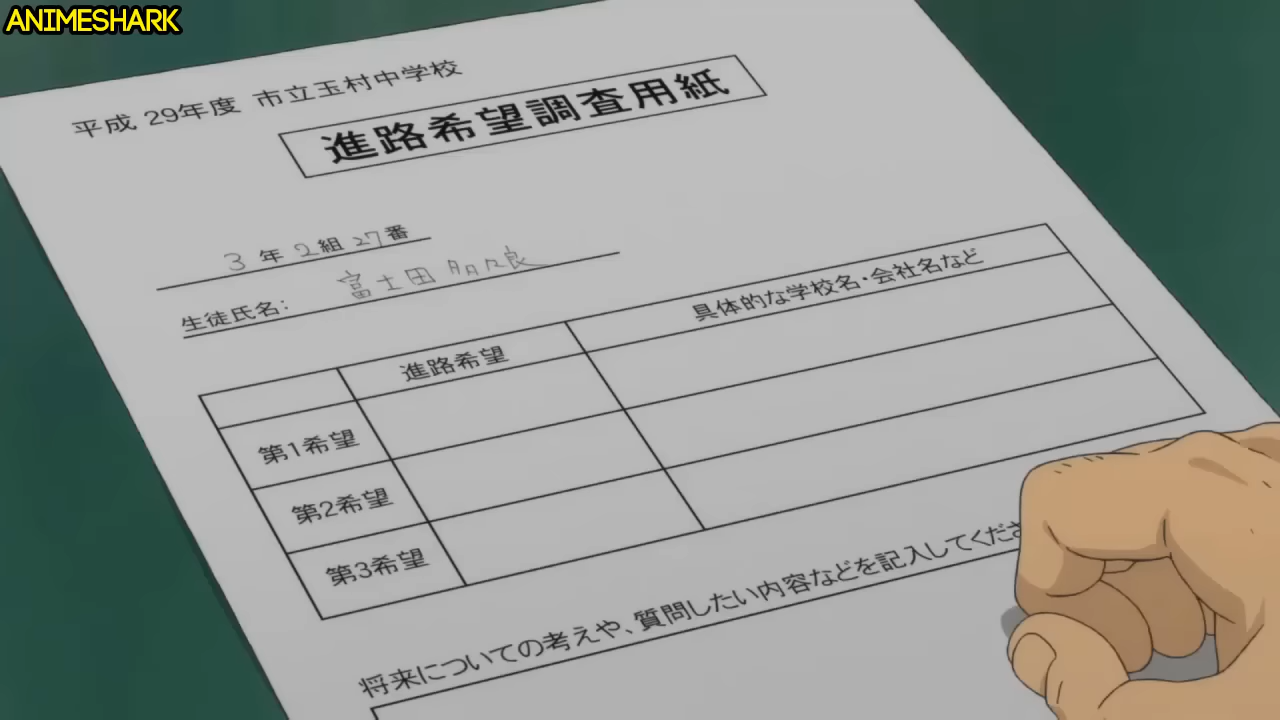 ANIMESHARK
平成 29年度 市立玉村中学校
進路希望調査用紙
3 年 2 組 27 番
生徒氏名: 富士田 多々良
進路希望 具体的な学校名・会社名など
第1希望
第2希望
第3希望
将来についての考えや、質問したい内容などを記入してくださ